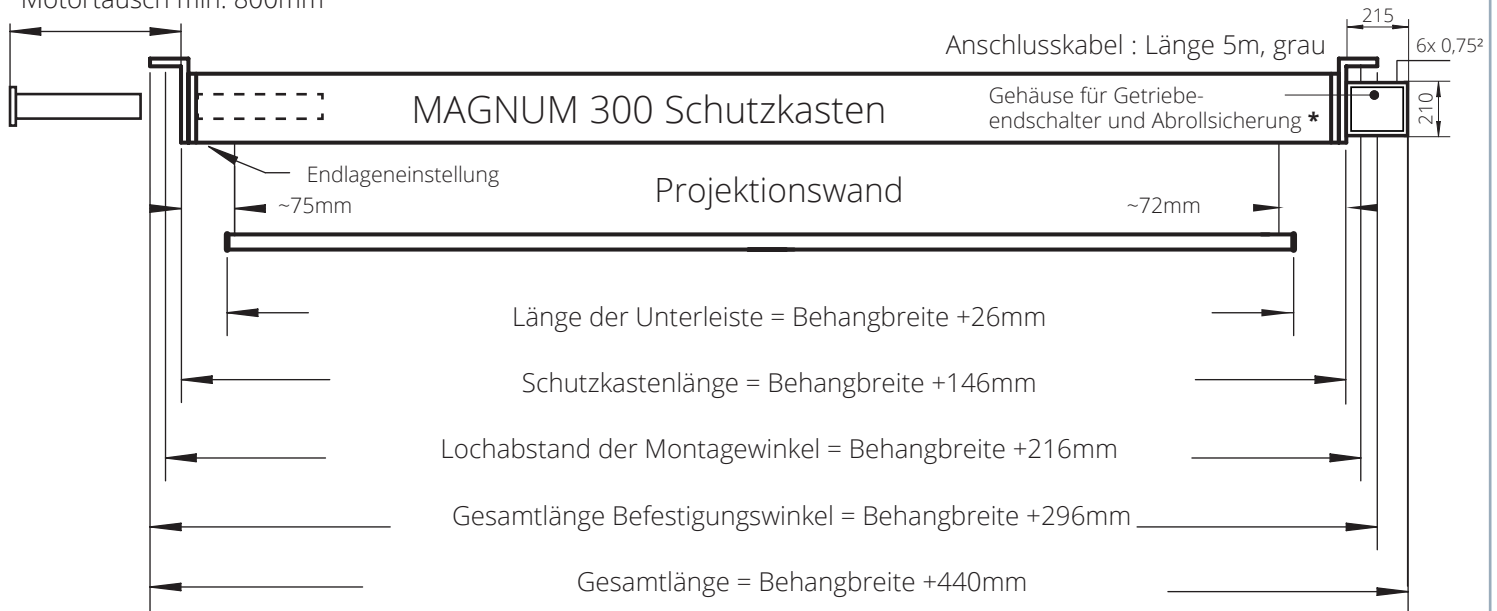 Motortausch min. 800mm
215
Anschlusskabel : Länge 5m, grau
6x 0,75²
MAGNUM 300 Schutzkasten
Gehäuse für Getriebe-
endschalter und Abrollsicherung *
210
Endlageneinstellung
Projektionswand
~75mm
~72mm
Länge der Unterleiste = Behangbreite +26mm
Schutzkastenlänge = Behangbreite +146mm
Lochabstand der Montagewinkel = Behangbreite +216mm
Gesamtlänge Befestigungswinkel = Behangbreite +296mm
Gesamtlänge = Behangbreite +440mm